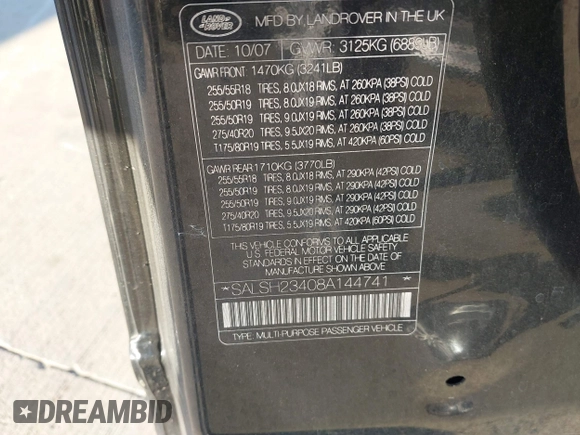 LAND
ROVER
MFD BY LANDROVER IN THE UK
DATE: 10/07 GVWR: 3125KG (6889LB)
GAWR FRONT: 1470KG (3241LB)
255/55R18 TIRES, 8.0JX18 RIMS, AT 260KPA (38PSI) COLD
255/50R19 TIRES, 8.0JX19 RIMS, AT 260KPA (38PSI) COLD
255/50R19 TIRES, 9.0JX19 RIMS, AT 260KPA (38PSI) COLD
275/40R20 TIRES, 9.5JX20 RIMS, AT 260KPA (38PSI) COLD
T175/80R19 TIRES, 5.5JX19 RIMS, AT 420KPA (60PSI) COLD
GAWR REAR: 1710KG (3770LB)
255/55R18 TIRES, 8.0JX18 RIMS, AT 290KPA (42PSI) COLD
255/50R19 TIRES, 8.0JX19 RIMS, AT 290KPA (42PSI) COLD
255/50R19 TIRES, 9.0JX19 RIMS, AT 290KPA (42PSI) COLD
275/40R20 TIRES, 9.5JX20 RIMS, AT 290KPA (42PSI) COLD
T175/80R19 TIRES, 5.5JX19 RIMS, AT 420KPA (60PSI) COLD
THIS VEHICLE CONFORMS TO ALL APPLICABLE
U.S. FEDERAL MOTOR VEHICLE SAFETY
STANDARDS IN EFFECT ON THE DATE OF
MANUFACTURE SHOWN ABOVE.
*SALSH23408A144741*
TYPE: MULTI-PURPOSE PASSENGER VEHICLE
DREAMBID